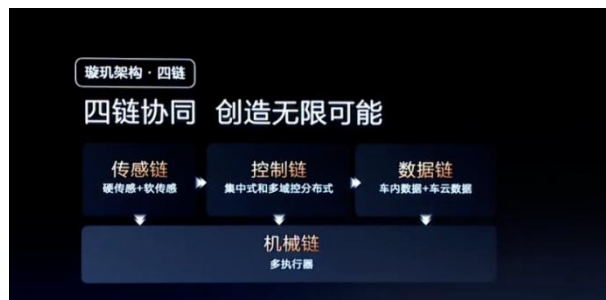 璇玑架构·四链
四链协同 创造无限可能
传感链
硬传感+软传感
控制链
集中式和多域控分布式
数据链
车内数据+车云数据
机械链
多执行器